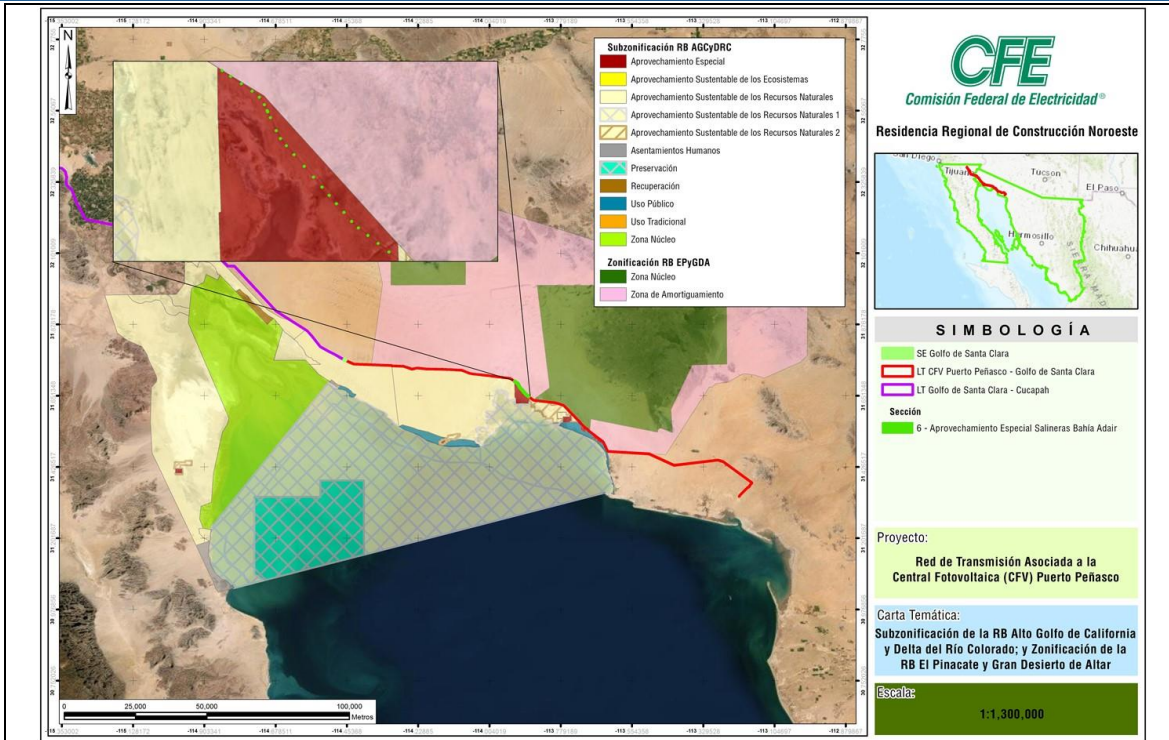 N
Subzonificación RB AGCyDRC
Aprovechamiento Especial
Aprovechamiento Sustentable de los Ecosistemas
Aprovechamiento Sustentable de los Recursos Naturales
Aprovechamiento Sustentable de los Recursos Naturales 1
Aprovechamiento Sustentable de los Recursos Naturales 2
Asentamientos Humanos
Preservación
Recuperación
Uso Público
Uso Tradicional
Zona Núcleo
Zonificación RB EPyGDA
Zona Núcleo
Zona de Amortiguamiento
0 25,000 50,000 100,000
Metros
CFE
Comisión Federal de Electricidad®
Residencia Regional de Construcción Noroeste
San Diego
Tijuana
Tucson
El Paso
Hermosillo
Chihuahu
SIMBOLOGÍA
SE Golfo de Santa Clara
LT CFV Puerto Peñasco - Golfo de Santa Clara
LT Golfo de Santa Clara - Cucapah
Sección
6 - Aprovechamiento Especial Salineras Bahía Adair
Proyecto:
Red de Transmisión Asociada a la
Central Fotovoltaica (CFV) Puerto Peñasco
Carta Temática:
Subzonificación de la RB Alto Golfo de California
y Delta del Río Colorado; y Zonificación de la
RB El Pinacate y Gran Desierto de Altar
Escala:
1:1,300,000